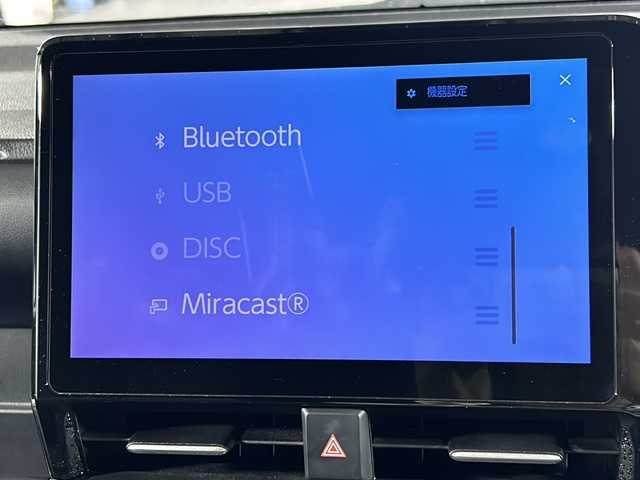 機器設定
Bluetooth
USB
DISC
Miracast®